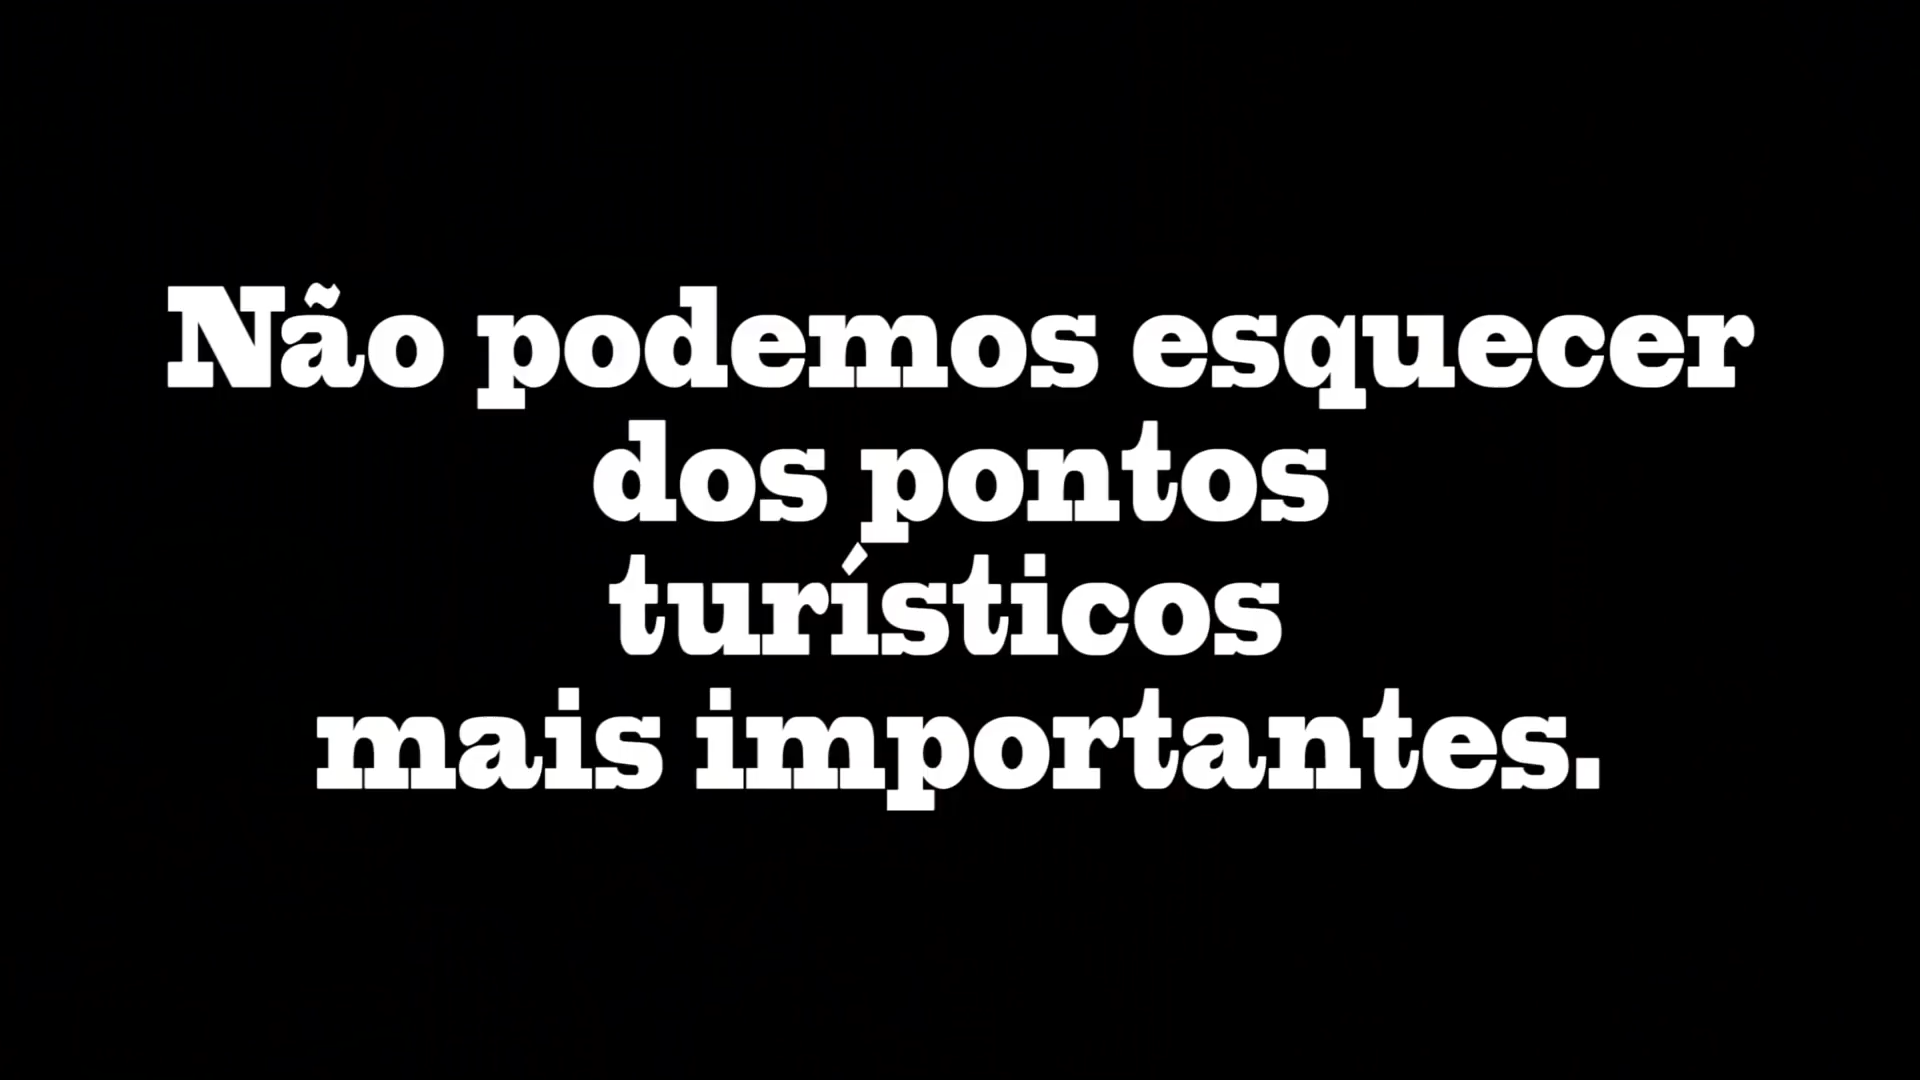 Não podemos esquecer
dos pontos
turísticos
mais importantes.